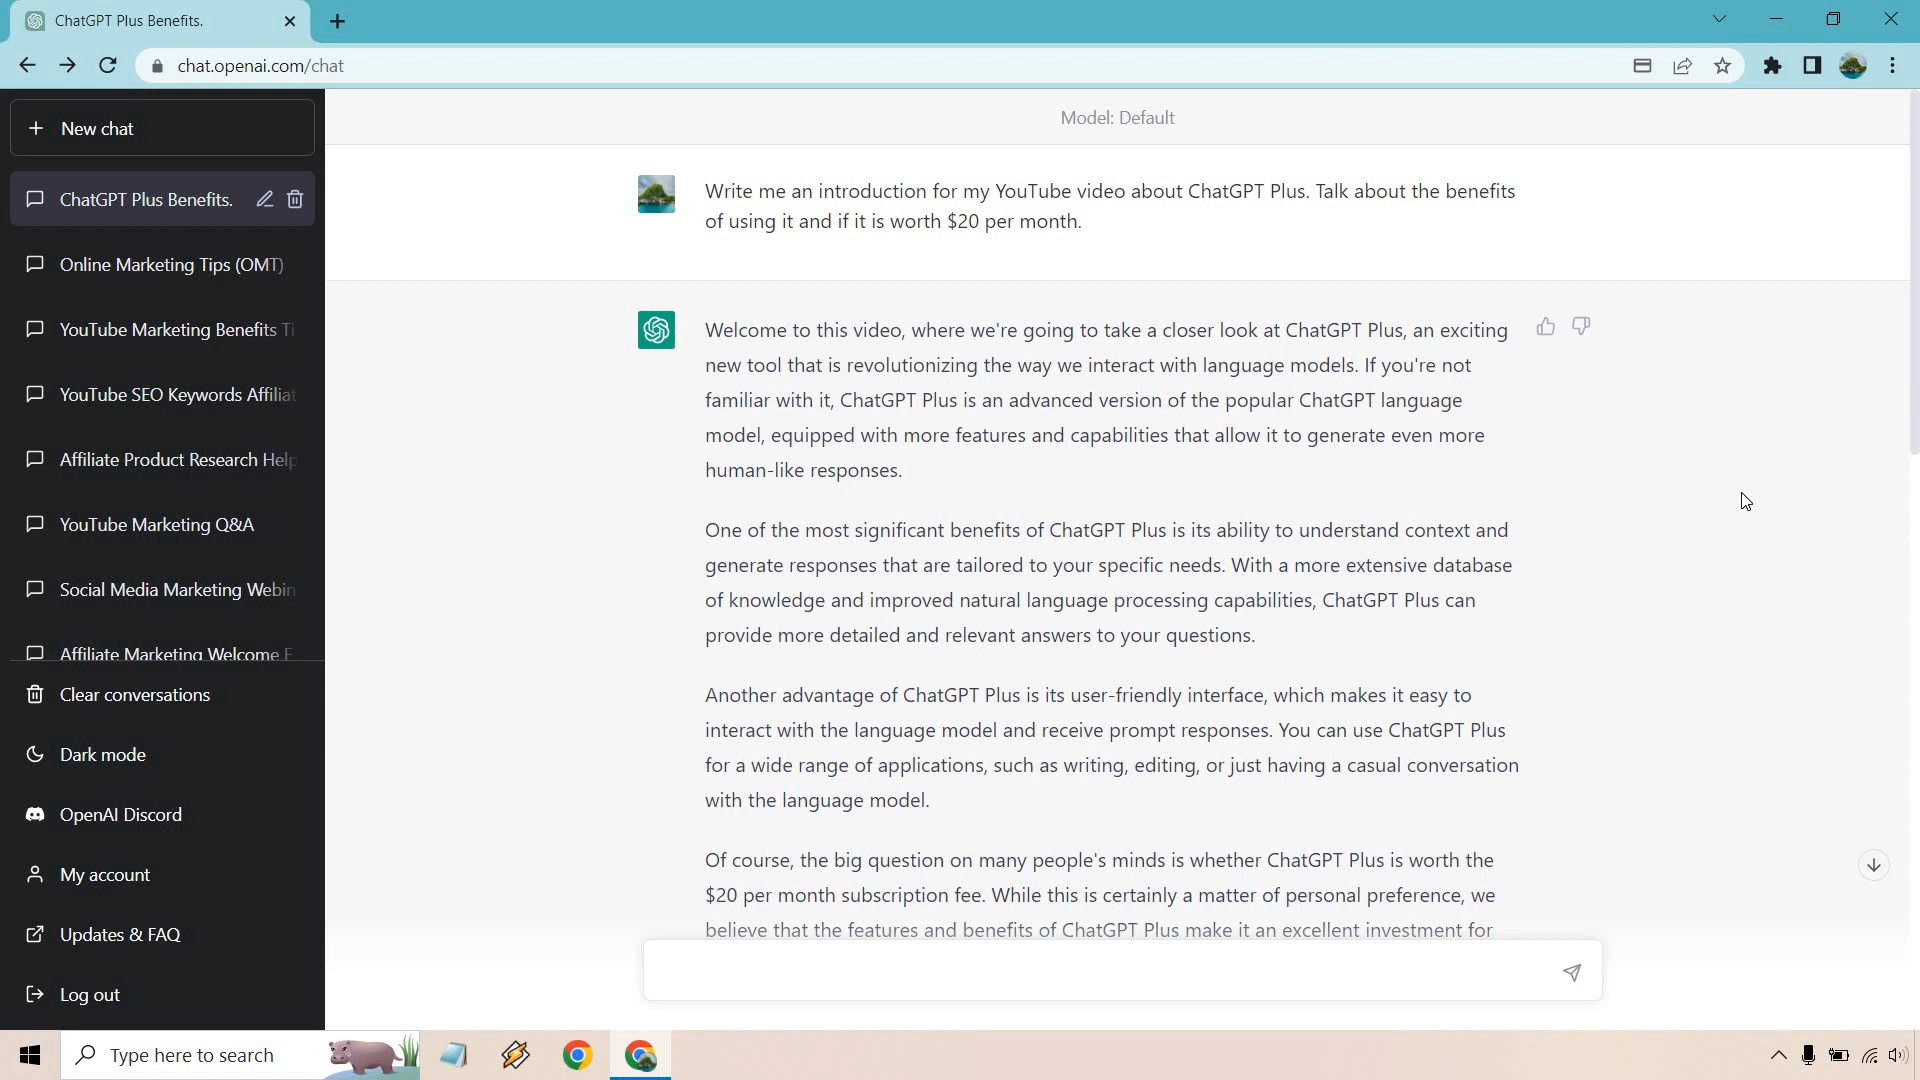 ChatGPT Plus Benefits.
chat.openai.com/chat
New chat
ChatGPT Plus Benefits.
Online Marketing Tips (OMT)
YouTube Marketing Benefits Ti
YouTube SEO Keywords Affiliat
Affiliate Product Research Help
YouTube Marketing Q&A
Social Media Marketing Webin
Affiliate Marketing Welcome E
Clear conversations
Dark mode
OpenAI Discord
My account
Updates & FAQ
Log out
Model: Default
Write me an introduction for my YouTube video about ChatGPT Plus. Talk about the benefits
of using it and if it is worth $20 per month.
Welcome to this video, where we're going to take a closer look at ChatGPT Plus, an exciting
new tool that is revolutionizing the way we interact with language models. If you're not
familiar with it, ChatGPT Plus is an advanced version of the popular ChatGPT language
model, equipped with more features and capabilities that allow it to generate even more
human-like responses.
One of the most significant benefits of ChatGPT Plus is its ability to understand context and
generate responses that are tailored to your specific needs. With a more extensive database
of knowledge and improved natural language processing capabilities, ChatGPT Plus can
provide more detailed and relevant answers to your questions.
Another advantage of ChatGPT Plus is its user-friendly interface, which makes it easy to
interact with the language model and receive prompt responses. You can use ChatGPT Plus
for a wide range of applications, such as writing, editing, or just having a casual conversation
with the language model.
Of course, the big question on many people's minds is whether ChatGPT Plus is worth the
$20 per month subscription fee. While this is certainly a matter of personal preference, we
believe that the features and benefits of ChatGPT Plus make it an excellent investment for
Type here to search